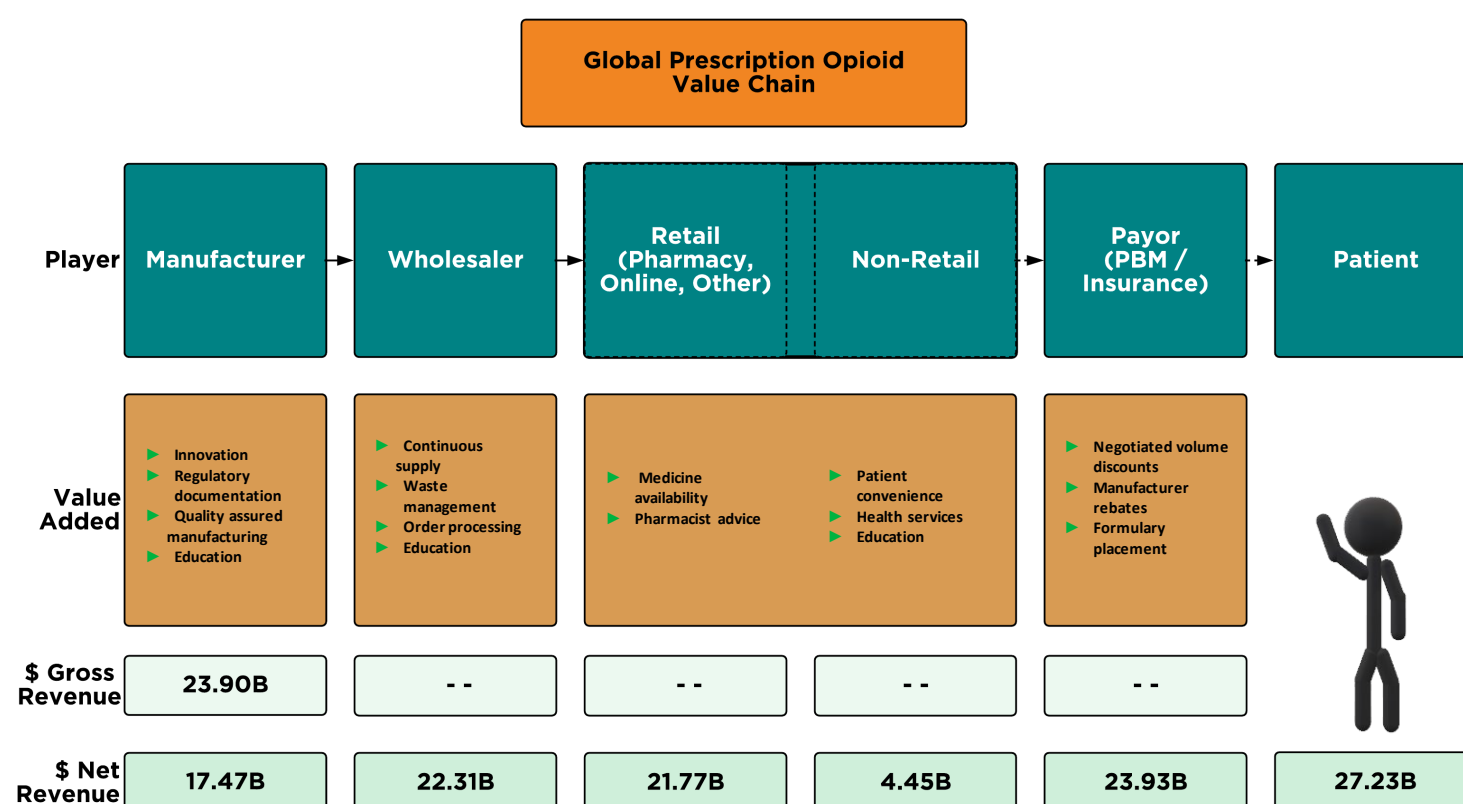 Global Prescription Opioid
Value Chain
Player
Manufacturer
Wholesaler
Retail
(Pharmacy,
Online, Other)
Non-Retail
Payor
(PBM /
Insurance)
Patient
Value
Added
Innovation
Regulatory
documentation
Quality assured
manufacturing
Education
Continuous
supply
Waste
management
Order processing
Education
Medicine
availability
Pharmacist advice
Patient
convenience
Health services
Education
Negotiated volume
discounts
Manufacturer
rebates
Formulary
placement
$ Gross
Revenue
23.90B
- -
- -
- -
- -
$ Net
Revenue
17.47B
22.31B
21.77B
4.45B
23.93B
27.23B